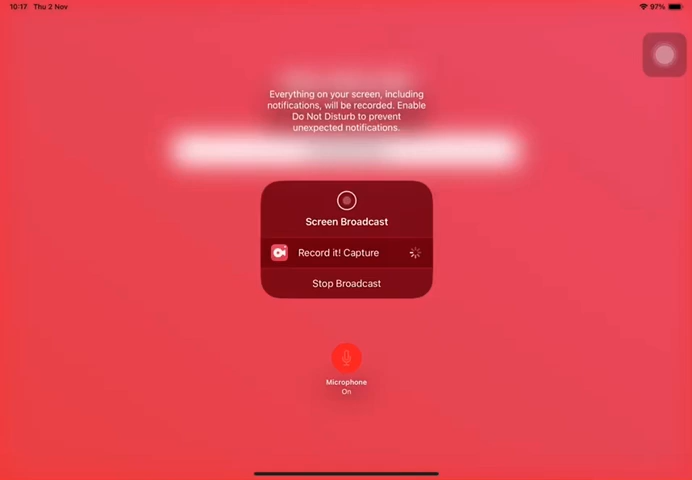 10:17 Thu 2 Nov
97%
Everything on your screen, including
notifications, will be recorded. Enable
Do Not Disturb to prevent
unexpected notifications.
Screen Broadcast
Record it! Capture
Stop Broadcast
Microphone
On